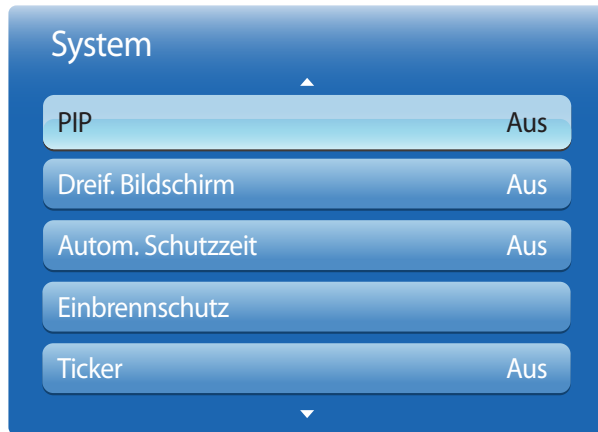 System
PIP Aus
Dreif. Bildschirm Aus
Autom. Schutzzeit Aus
Einbrennschutz
Ticker Aus